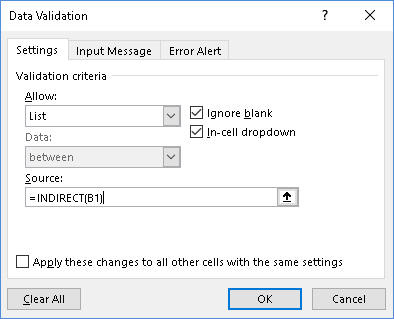 Data Validation
? ×
Settings Input Message Error Alert
Validation criteria
Allow:
List
Ignore blank
Data:
In-cell dropdown
between
Source:
=INDIRECT(B1)
Apply these changes to all other cells with the same settings
Clear All OK Cancel